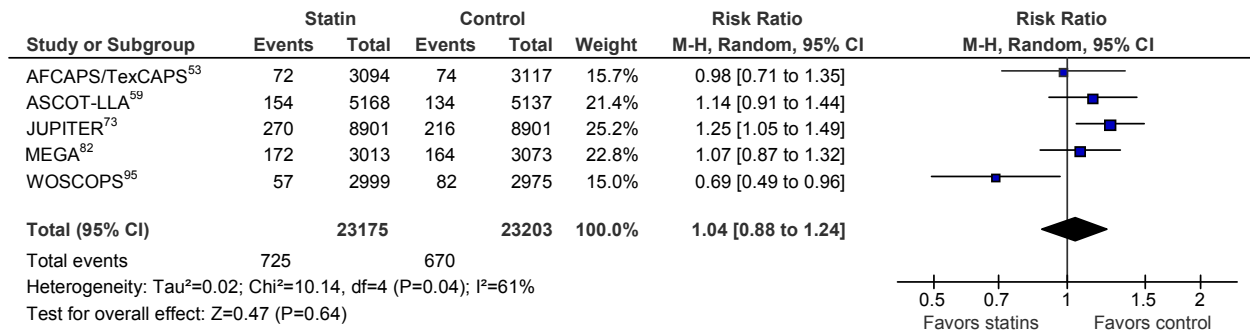 Statin Control Risk Ratio Risk Ratio
Study or Subgroup Events Total Events Total Weight M-H, Random, 95% CI M-H, Random, 95% CI
AFCAPS/TexCAPS⁵³ 72 3094 74 3117 15.7% 0.98 [0.71 to 1.35]
ASCOT-LLA⁵⁹ 154 5168 134 5137 21.4% 1.14 [0.91 to 1.44]
JUPITER⁷³ 270 8901 216 8901 25.2% 1.25 [1.05 to 1.49]
MEGA⁸² 172 3013 164 3073 22.8% 1.07 [0.87 to 1.32]
WOSCOPS⁹⁵ 57 2999 82 2975 15.0% 0.69 [0.49 to 0.96]
Total (95% CI) 23175 23203 100.0% 1.04 [0.88 to 1.24]
Total events 725 670
Heterogeneity: Tau²=0.02; Chi²=10.14, df=4 (P=0.04); I²=61%
Test for overall effect: Z=0.47 (P=0.64)
0.5 0.7 1 1.5 2
Favors statins Favors control